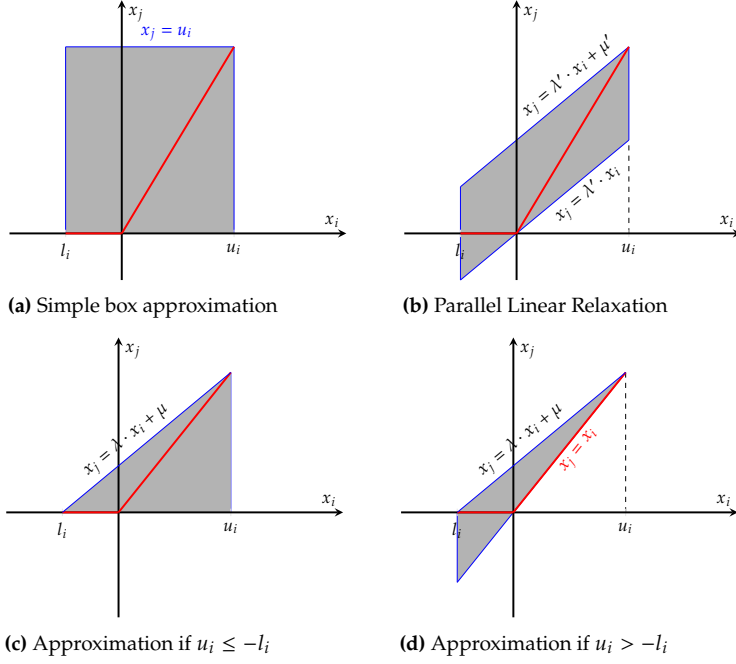 x_j
x_j = u_i
x_i
l_i
u_i
(a) Simple box approximation
x_j
x_j = λ′ · x_i + μ′
x_j = λ′ · x_i
x_i
l_i
u_i
(b) Parallel Linear Relaxation
x_j
x_j = λ · x_i + μ
x_i
l_i
u_i
(c) Approximation if u_i ≤ −l_i
x_j
x_j = λ · x_i + μ
x_j = x_i
x_i
l_i
u_i
(d) Approximation if u_i > −l_i